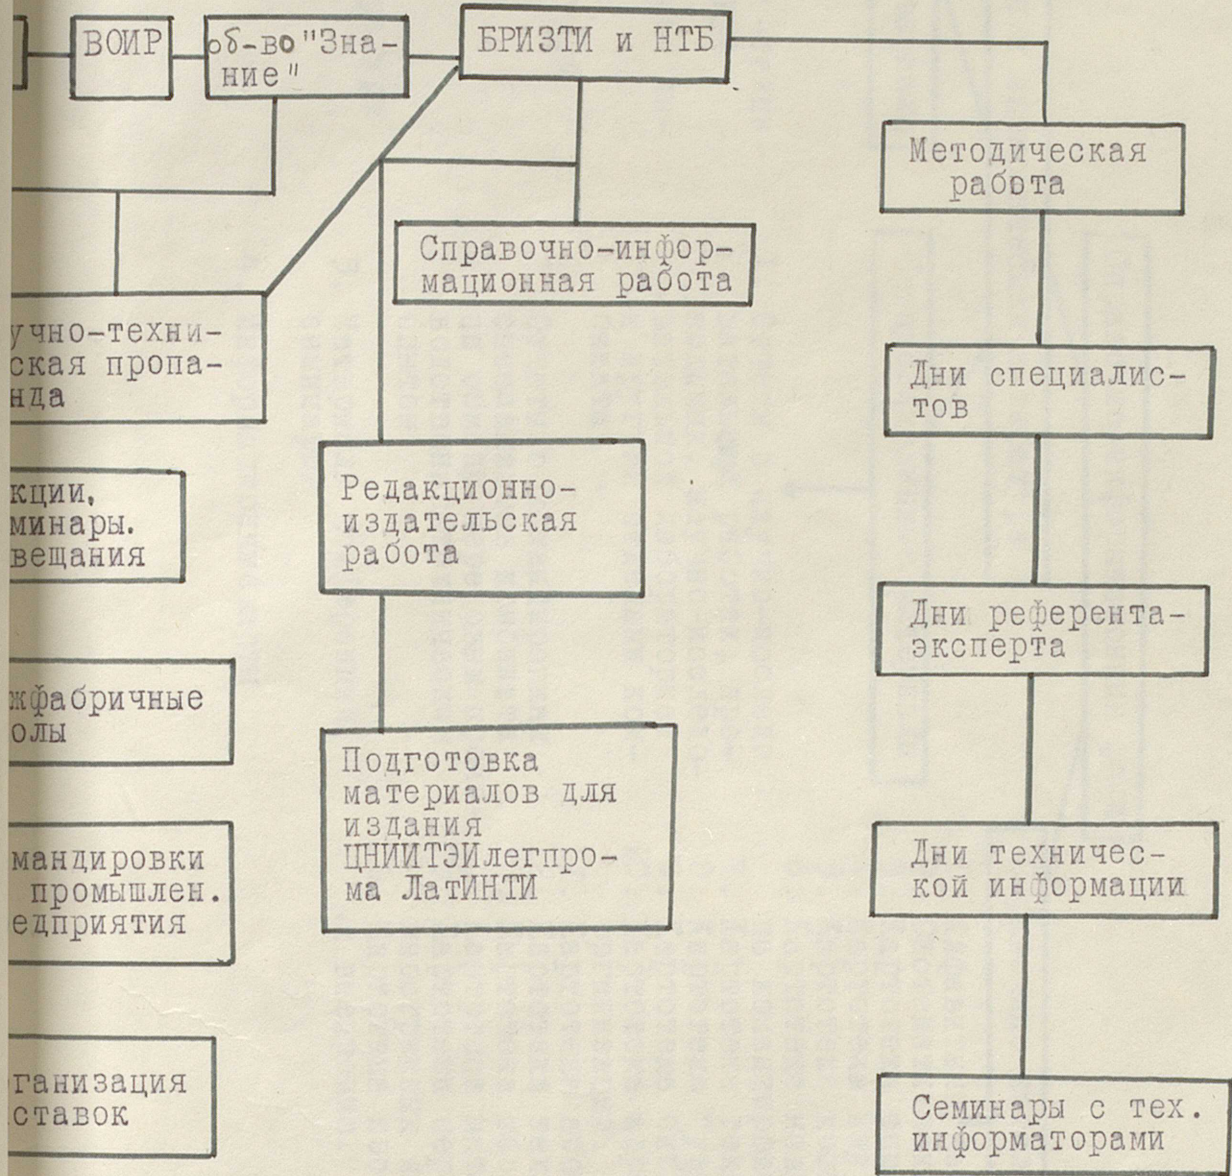 ВОИР
об-во "Зна-
ние"
БРИЗТИ и НТБ
Методическая
работа
Справочно-инфор-
мационная работа
учно-техни-
ская пропа-
нда
Дни специалис-
тов
кции,
минары.
вещания
Редакционно-
издательская
работа
Дни референта-
эксперта
жфабричные
олы
Подготовка
материалов для
издания
ЦНИИТЭИлегпро-
ма ЛатИНТИ
мандировки
промышлен.
едприятия
Дни техничес-
кой информации
ганизация
ставок
Семинары с тех.
информаторами